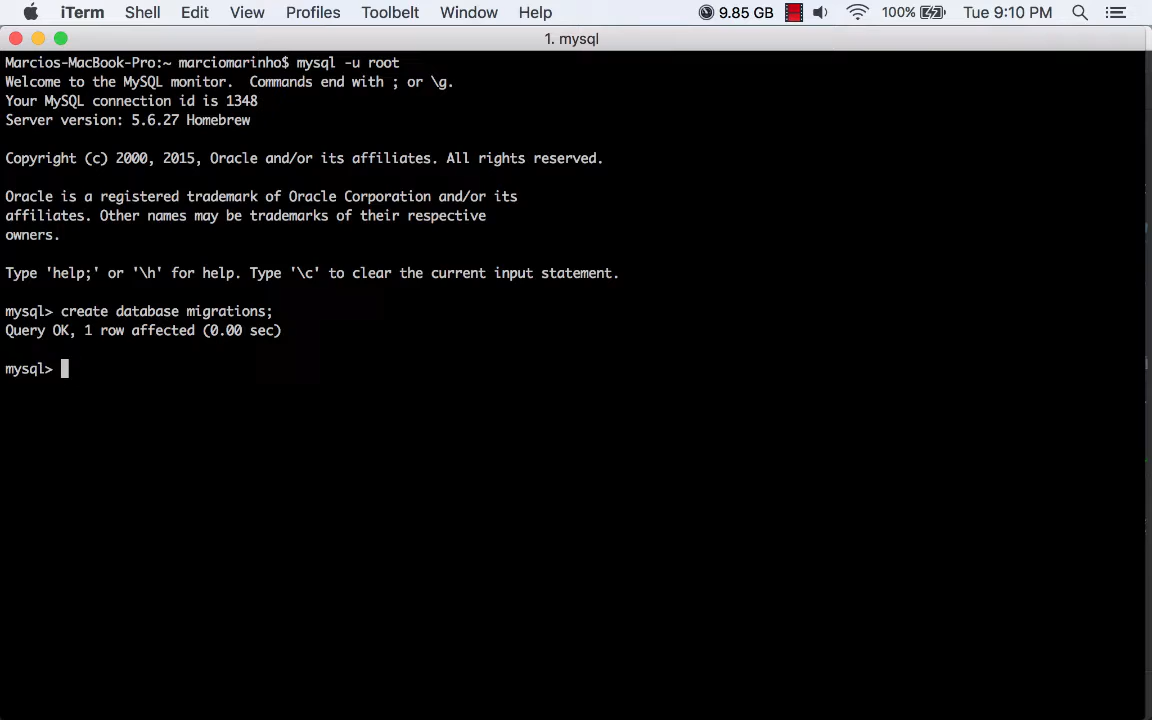 iTerm Shell Edit View Profiles Toolbelt Window Help 9.85 GB 100% Tue 9:10 PM
1. mysql
Marcios-MacBook-Pro:~ marciomarinho$ mysql -u root
Welcome to the MySQL monitor.  Commands end with ; or \g.
Your MySQL connection id is 1348
Server version: 5.6.27 Homebrew
Copyright (c) 2000, 2015, Oracle and/or its affiliates. All rights reserved.
Oracle is a registered trademark of Oracle Corporation and/or its
affiliates. Other names may be trademarks of their respective
owners.
Type 'help;' or '\h' for help. Type '\c' to clear the current input statement.
mysql> create database migrations;
Query OK, 1 row affected (0.00 sec)
mysql>